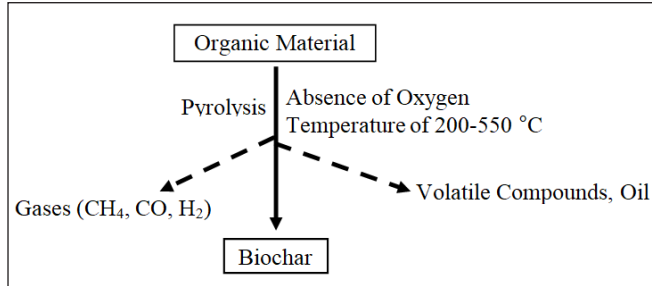 Organic Material
Pyrolysis
Absence of Oxygen
Temperature of 200-550 °C
Gases (CH₄, CO, H₂)
Volatile Compounds, Oil
Biochar